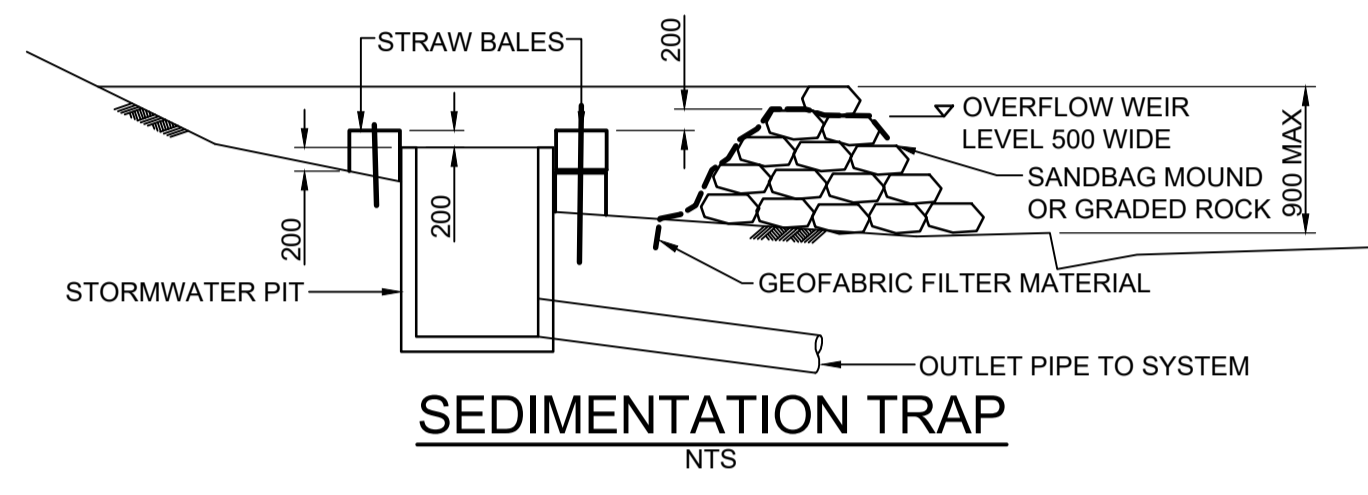 STRAW BALES
200
OVERFLOW WEIR
LEVEL 500 WIDE
SANDBAG MOUND
OR GRADED ROCK
900 MAX
200
200
GEOFABRIC FILTER MATERIAL
STORMWATER PIT
OUTLET PIPE TO SYSTEM
SEDIMENTATION TRAP
NTS